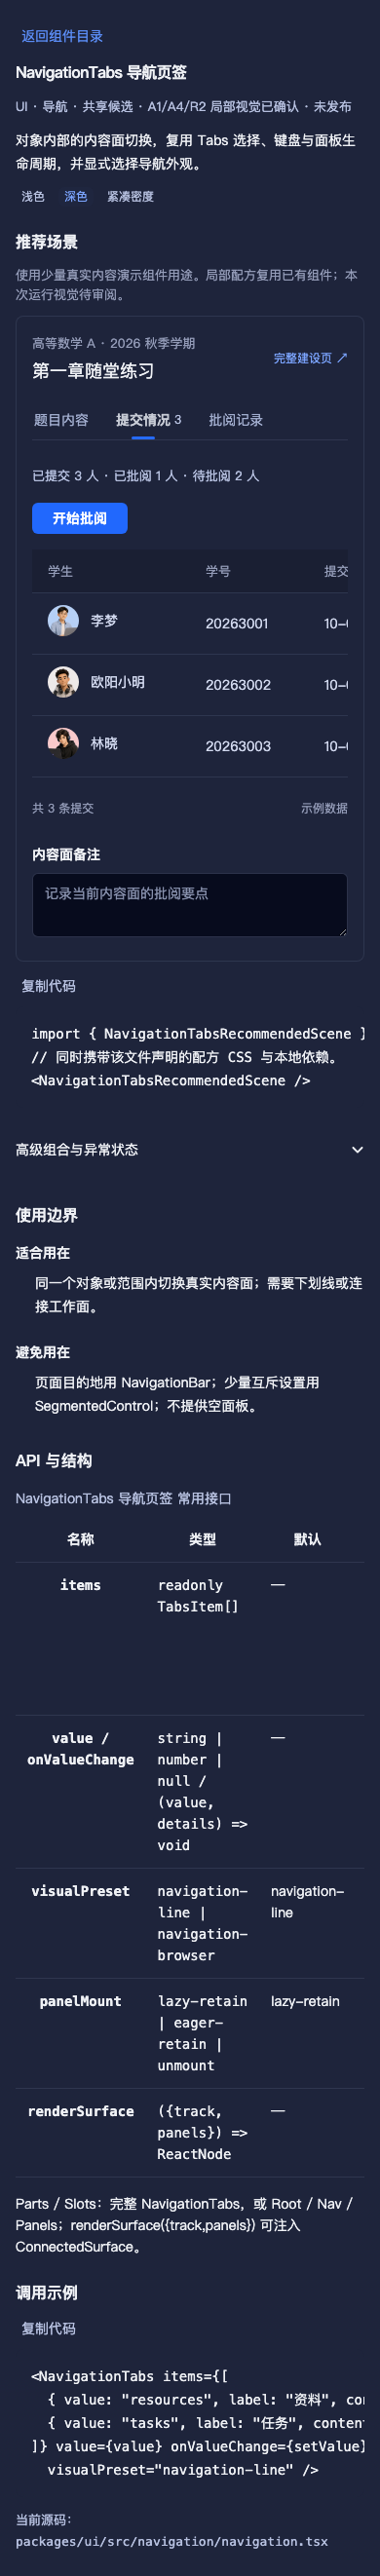 返回组件目录
NavigationTabs 导航页签
UI · 导航 · 共享候选 · A1/A4/R2 局部视觉已确认 · 未发布
对象内部的内容面切换，复用 Tabs 选择、键盘与面板生
命周期，并显式选择导航外观。
浅色 深色 紧凑密度
推荐场景
使用少量真实内容演示组件用途。局部配方复用已有组件；本
次运行视觉待审阅。
高等数学 A · 2026 秋季学期
第一章随堂练习
完整建设页 ↗
题目内容 提交情况 3 批阅记录
已提交 3 人 · 已批阅 1 人 · 待批阅 2 人
开始批阅
学生 学号 提交
李梦 20263001 10-
欧阳小明 20263002 10-
林晓 20263003 10-
共 3 条提交 示例数据
内容面备注
记录当前内容面的批阅要点
复制代码
import { NavigationTabsRecommendedScene }
// 同时携带该文件声明的配方 CSS 与本地依赖。
<NavigationTabsRecommendedScene />
高级组合与异常状态
使用边界
适合用在
同一个对象或范围内切换真实内容面；需要下划线或连
接工作面。
避免用在
页面目的地用 NavigationBar；少量互斥设置用
SegmentedControl；不提供空面板。
API 与结构
NavigationTabs 导航页签 常用接口
名称 类型 默认
items readonly —
TabsItem[]
value / string | —
onValueChange number |
null /
(value,
details) =>
void
visualPreset navigation- navigation-
line | line
navigation-
browser
panelMount lazy-retain lazy-retain
| eager-
retain |
unmount
renderSurface ({track, —
panels}) =>
ReactNode
Parts / Slots：完整 NavigationTabs，或 Root / Nav /
Panels；renderSurface({track,panels}) 可注入
ConnectedSurface。
调用示例
复制代码
<NavigationTabs items={[
{ value: "resources", label: "资料", co
{ value: "tasks", label: "任务", content
]} value={value} onValueChange={setValue}
visualPreset="navigation-line" />
当前源码：
packages/ui/src/navigation/navigation.tsx